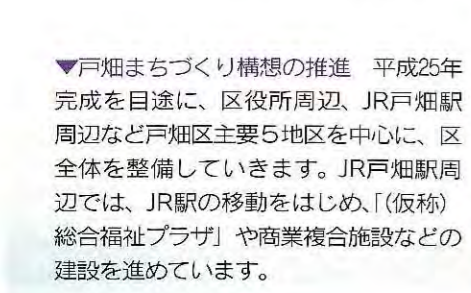 ▼戸畑まちづくり構想の推進　平成25年
完成を目途に、区役所周辺、JR戸畑駅
周辺など戸畑区主要5地区を中心に、区
全体を整備していきます。JR戸畑駅周
辺では、JR駅の移動をはじめ、「(仮称)
総合福祉プラザ」や商業複合施設などの
建設を進めています。